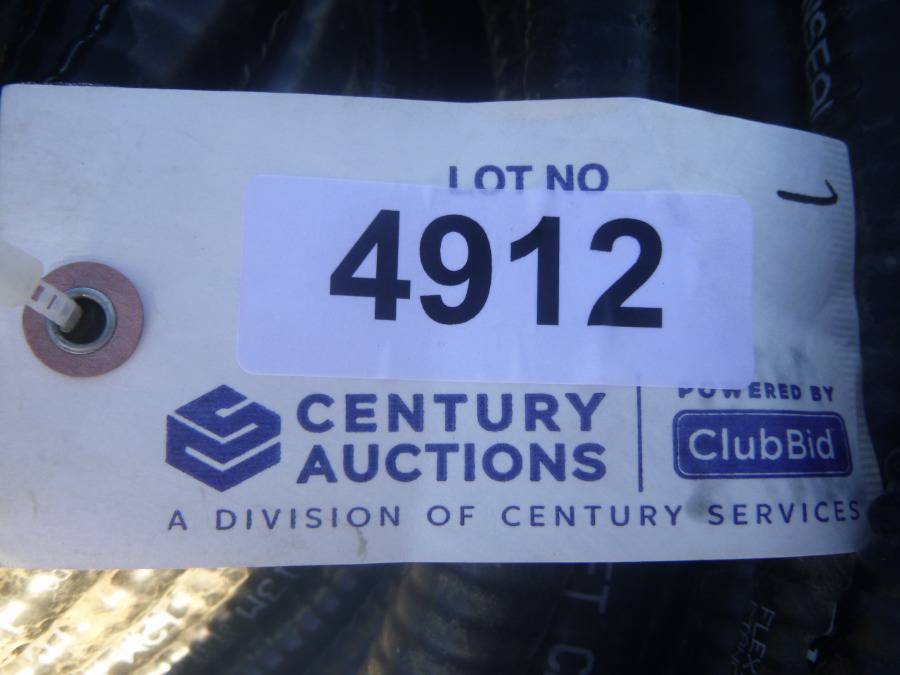 LOT NO
4912
CENTURY
AUCTIONS
POWERED BY
ClubBid
A DIVISION OF CENTURY SERVICES